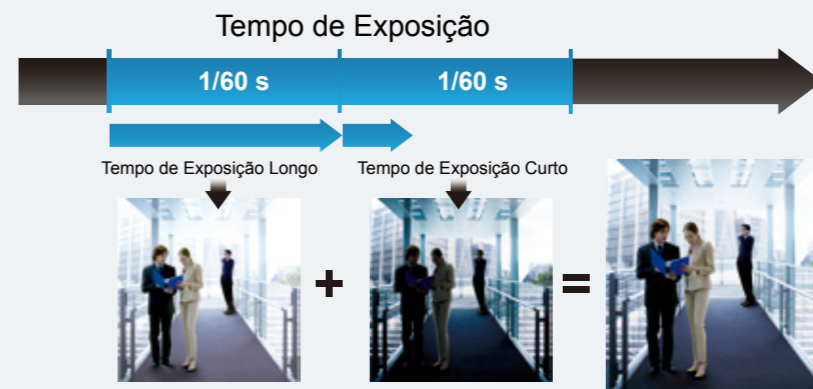 Tempo de Exposição
1/60 s 1/60 s
Tempo de Exposição Longo Tempo de Exposição Curto
+ =